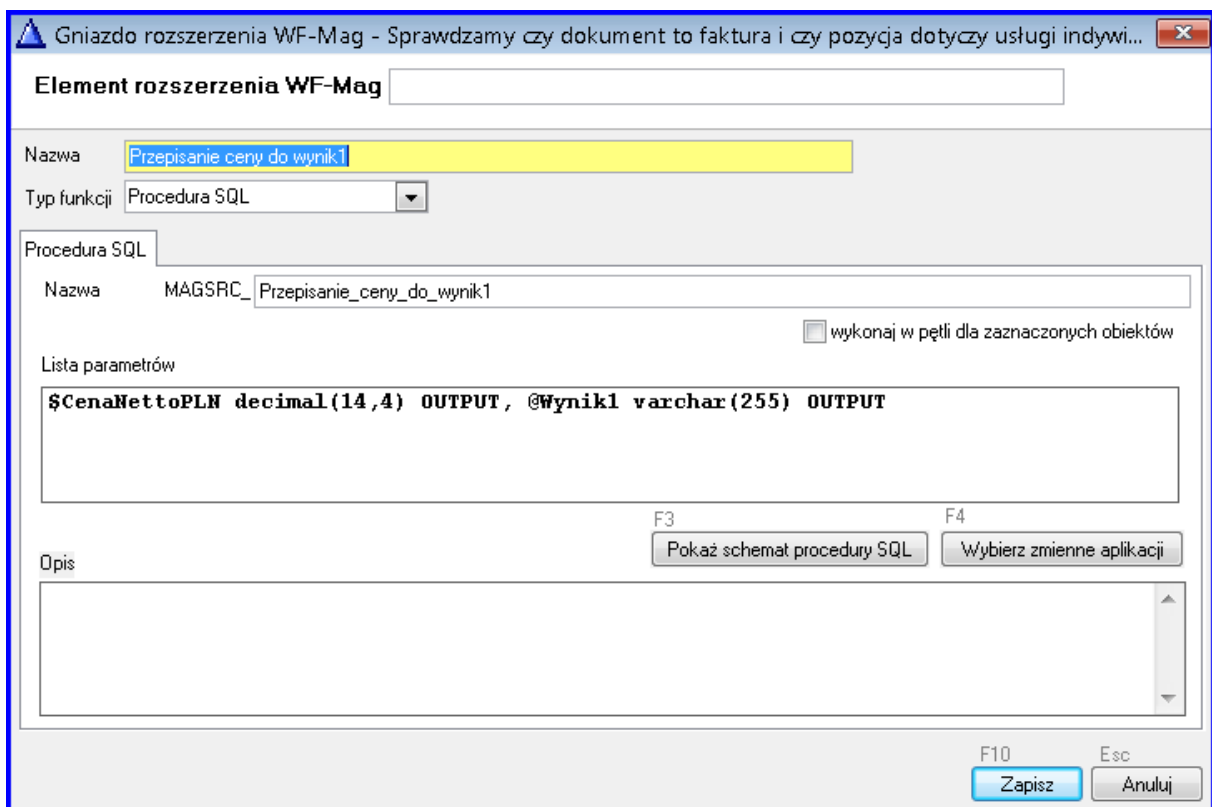 Gniazdo rozszerzenia WF-Mag - Sprawdzamy czy dokument to faktura i czy pozycja dotyczy usługi indywi...
Element rozszerzenia WF-Mag
Nazwa Przepisanie ceny do wynik1
Typ funkcji Procedura SQL
Procedura SQL
Nazwa MAGSRC_ Przepisanie_ceny_do_wynik1
wykonaj w pętli dla zaznaczonych obiektów
Lista parametrów
$CenaNettoPLN decimal(14,4) OUTPUT, @Wynik1 varchar(255) OUTPUT
F3 F4
Pokaż schemat procedury SQL Wybierz zmienne aplikacji
Opis
F10 Esc
Zapisz Anuluj